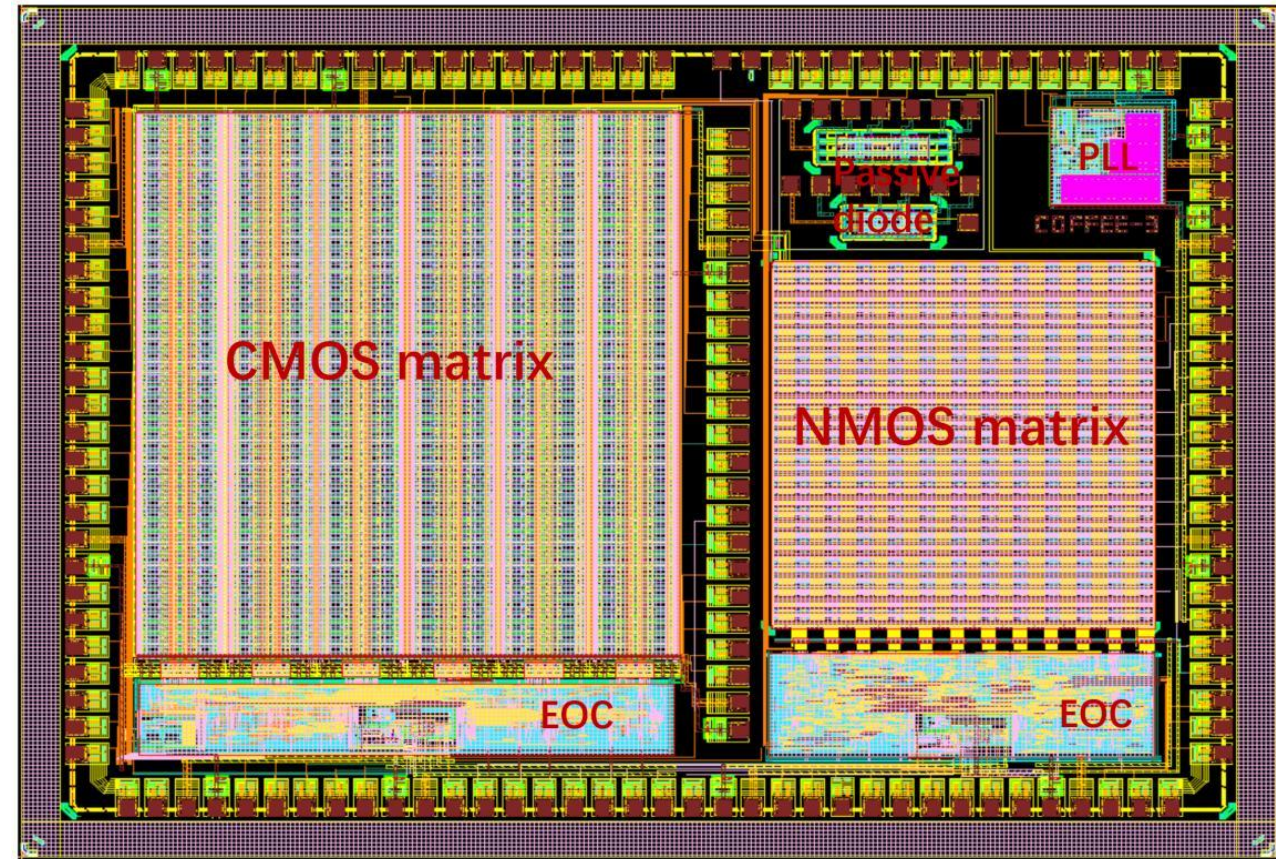 Passive
diode
PLL
COFFEE-3
CMOS matrix
NMOS matrix
EOC
EOC